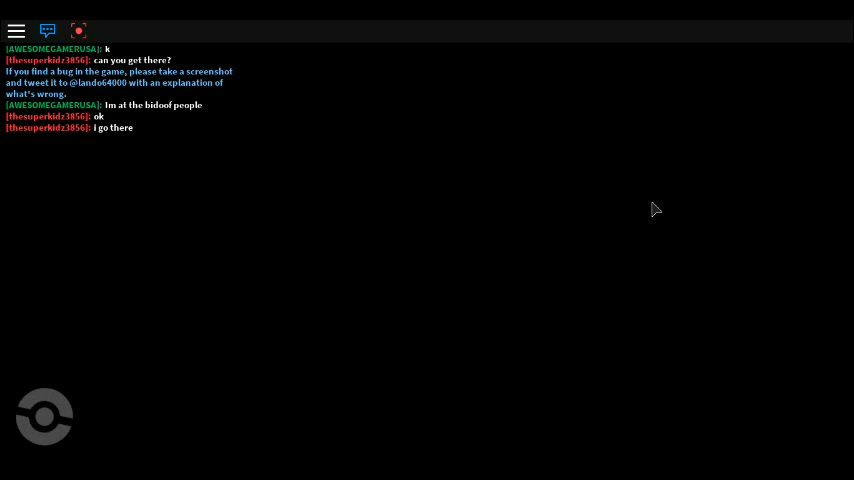 [AWESOMEGAMERUSA]: k
[thesuperkidz3856]: can you get there?
If you find a bug in the game, please take a screenshot
and tweet it to @lando64000 with an explanation of
what's wrong.
[AWESOMEGAMERUSA]: Im at the bidoof people
[thesuperkidz3856]: ok
[thesuperkidz3856]: i go there